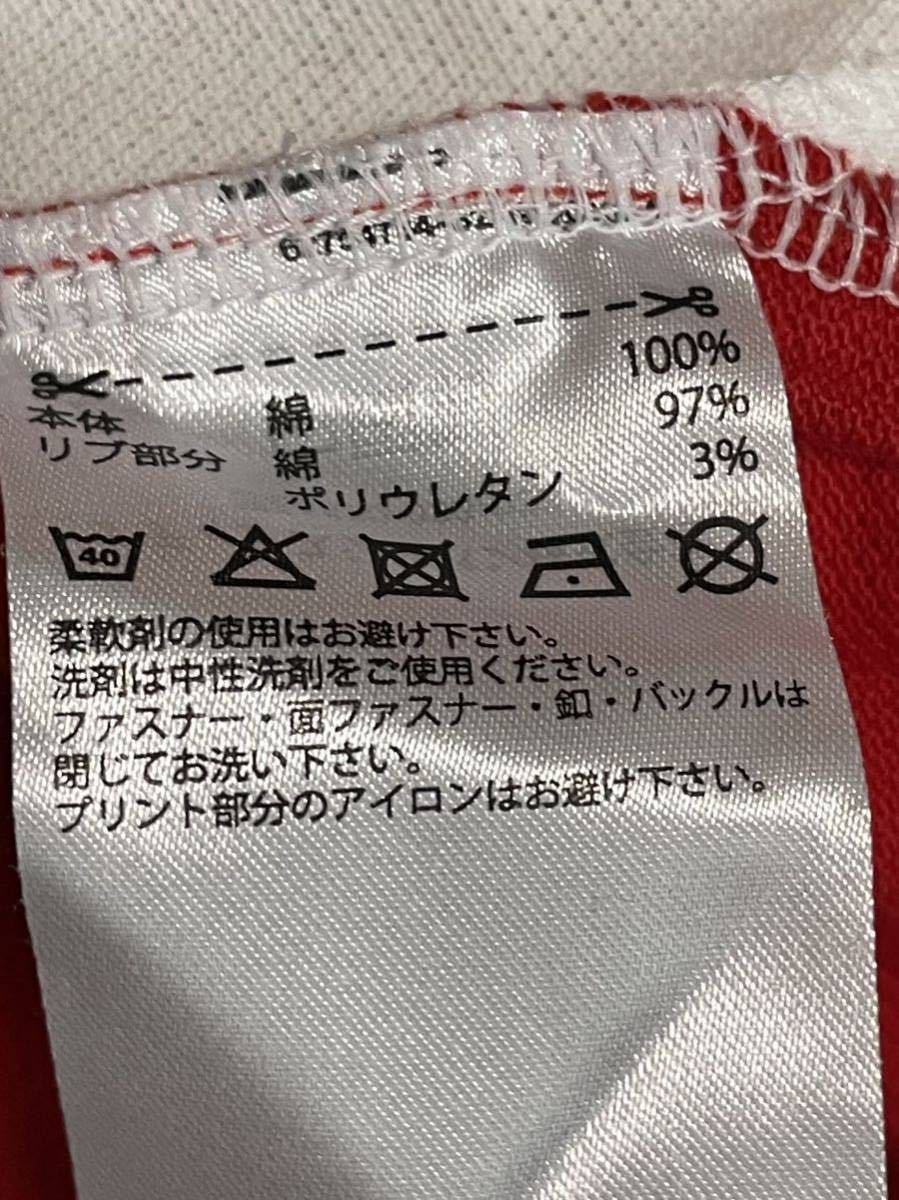 本体 綿 100%
リブ部分 綿 97%
ポリウレタン 3%
40
柔軟剤の使用はお避け下さい。
洗剤は中性洗剤をご使用ください。
ファスナー・面ファスナー・釦・バックルは
閉じてお洗い下さい。
プリント部分のアイロンはお避け下さい。